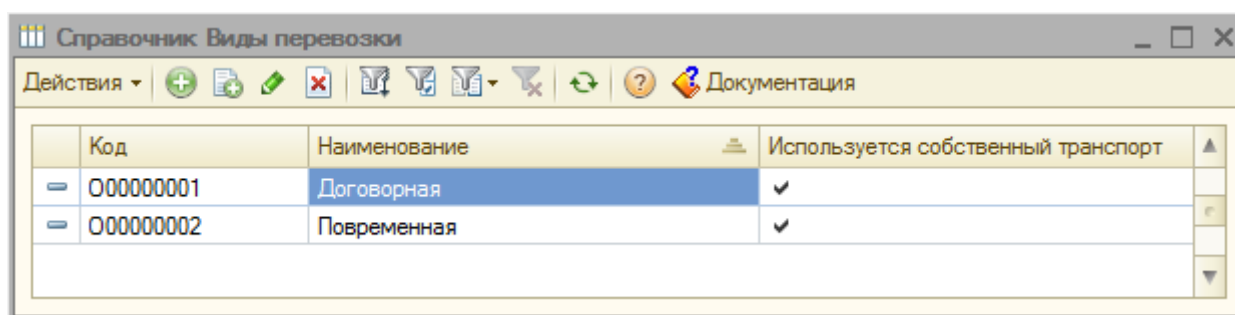 Справочник Виды перевозки
Действия Документация
Код Наименование Используется собственный транспорт
О00000001 Договорная
О00000002 Повременная